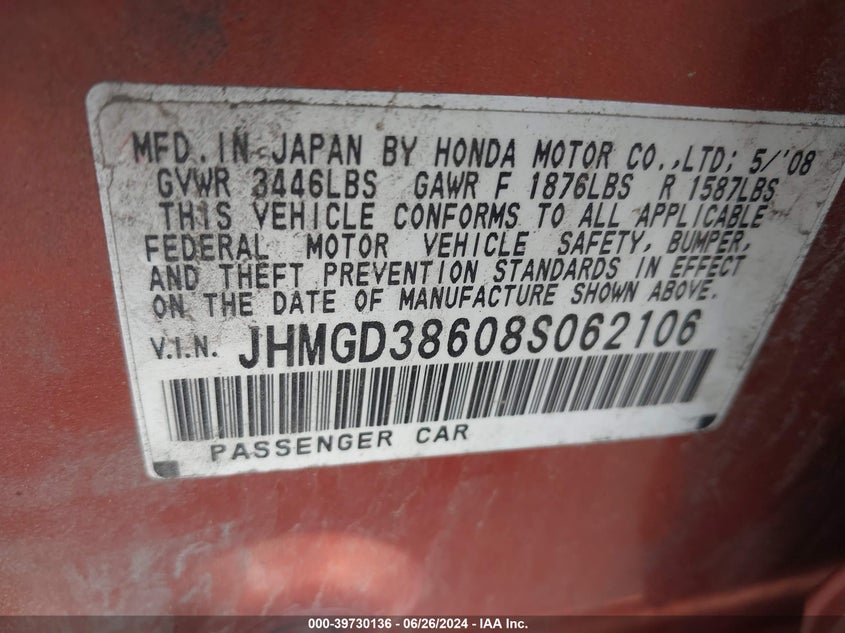 MFD. IN JAPAN BY HONDA MOTOR CO.,LTD; 5/'08
GVWR 3446LBS GAWR F 1876LBS R 1587LBS
THIS VEHICLE CONFORMS TO ALL APPLICABLE
FEDERAL MOTOR VEHICLE SAFETY, BUMPER,
AND THEFT PREVENTION STANDARDS IN EFFECT
ON THE DATE OF MANUFACTURE SHOWN ABOVE.
V.I.N. JHMGD38608S062106
PASSENGER CAR
000-39730136 - 06/26/2024 - IAA Inc.